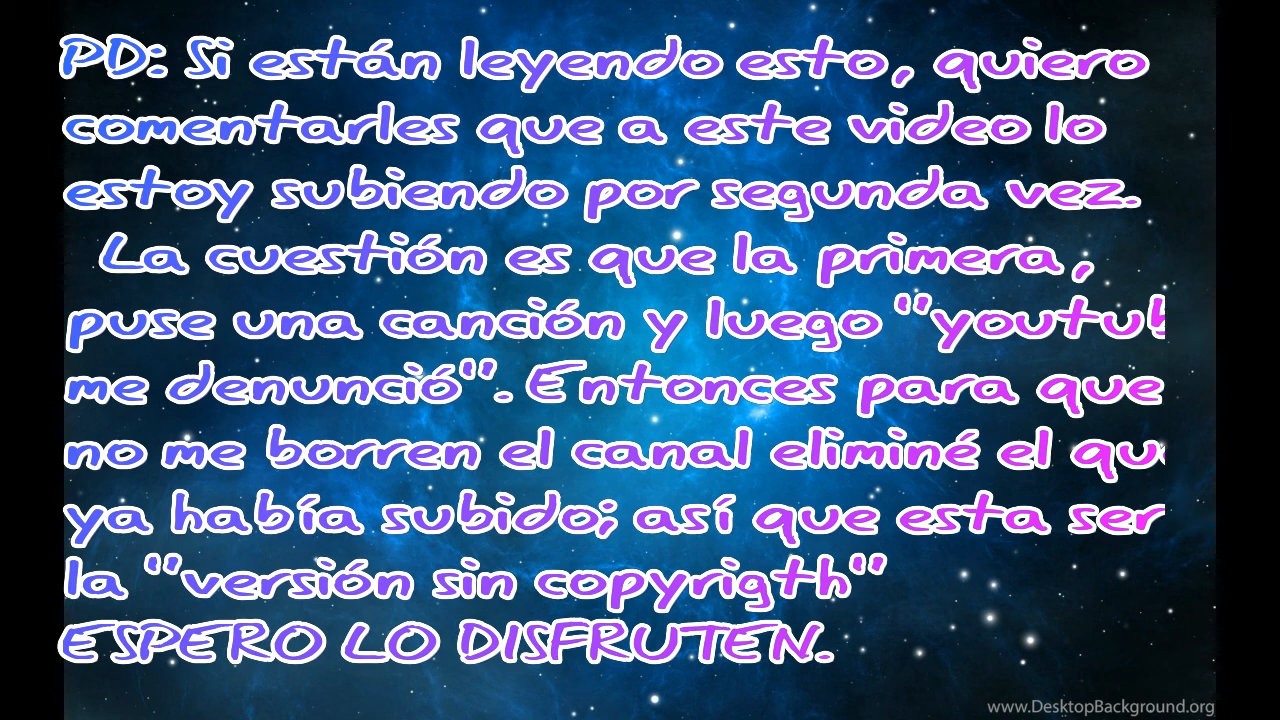 PD: Si están leyendo esto, quiero
comentarles que a este video lo
estoy subiendo por segunda vez.
La cuestión es que la primera,
puse una canción y luego "youtub
me denunció". Entonces para que
no me borren el canal eliminé el qu
ya había subido; así que esta ser
la "versión sin copyrigth"
ESPERO LO DISFRUTEN.
www.DesktopBackground.org